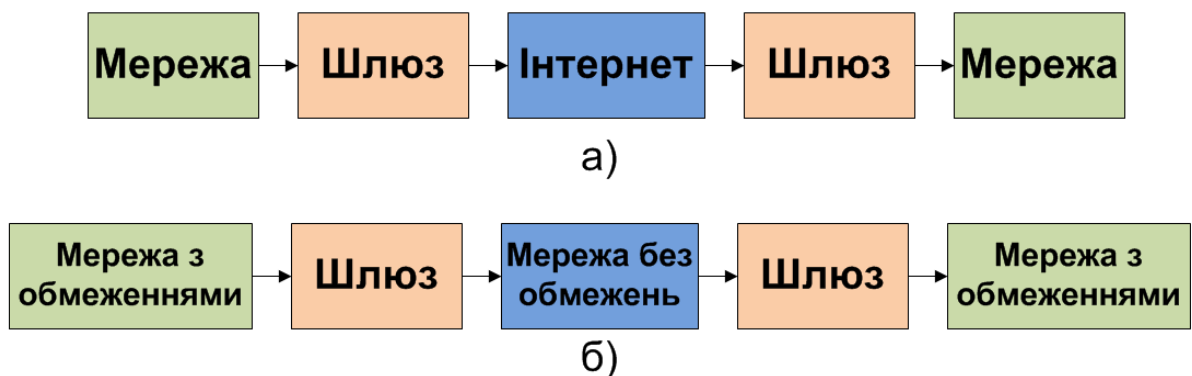 Мережа Шлюз Інтернет Шлюз Мережа
а)
Мережа з обмеженнями
Шлюз
Мережа без обмежень
Шлюз
Мережа з обмеженнями
б)